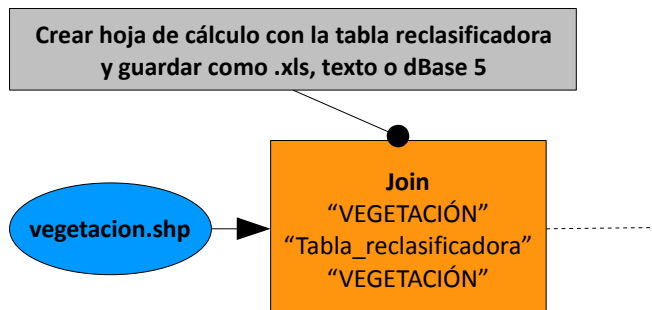 Crear hoja de cálculo con la tabla reclasificadora
y guardar como .xls, texto o dBase 5
vegetacion.shp
Join
“VEGETACIÓN”
“Tabla_reclasificadora”
“VEGETACIÓN”